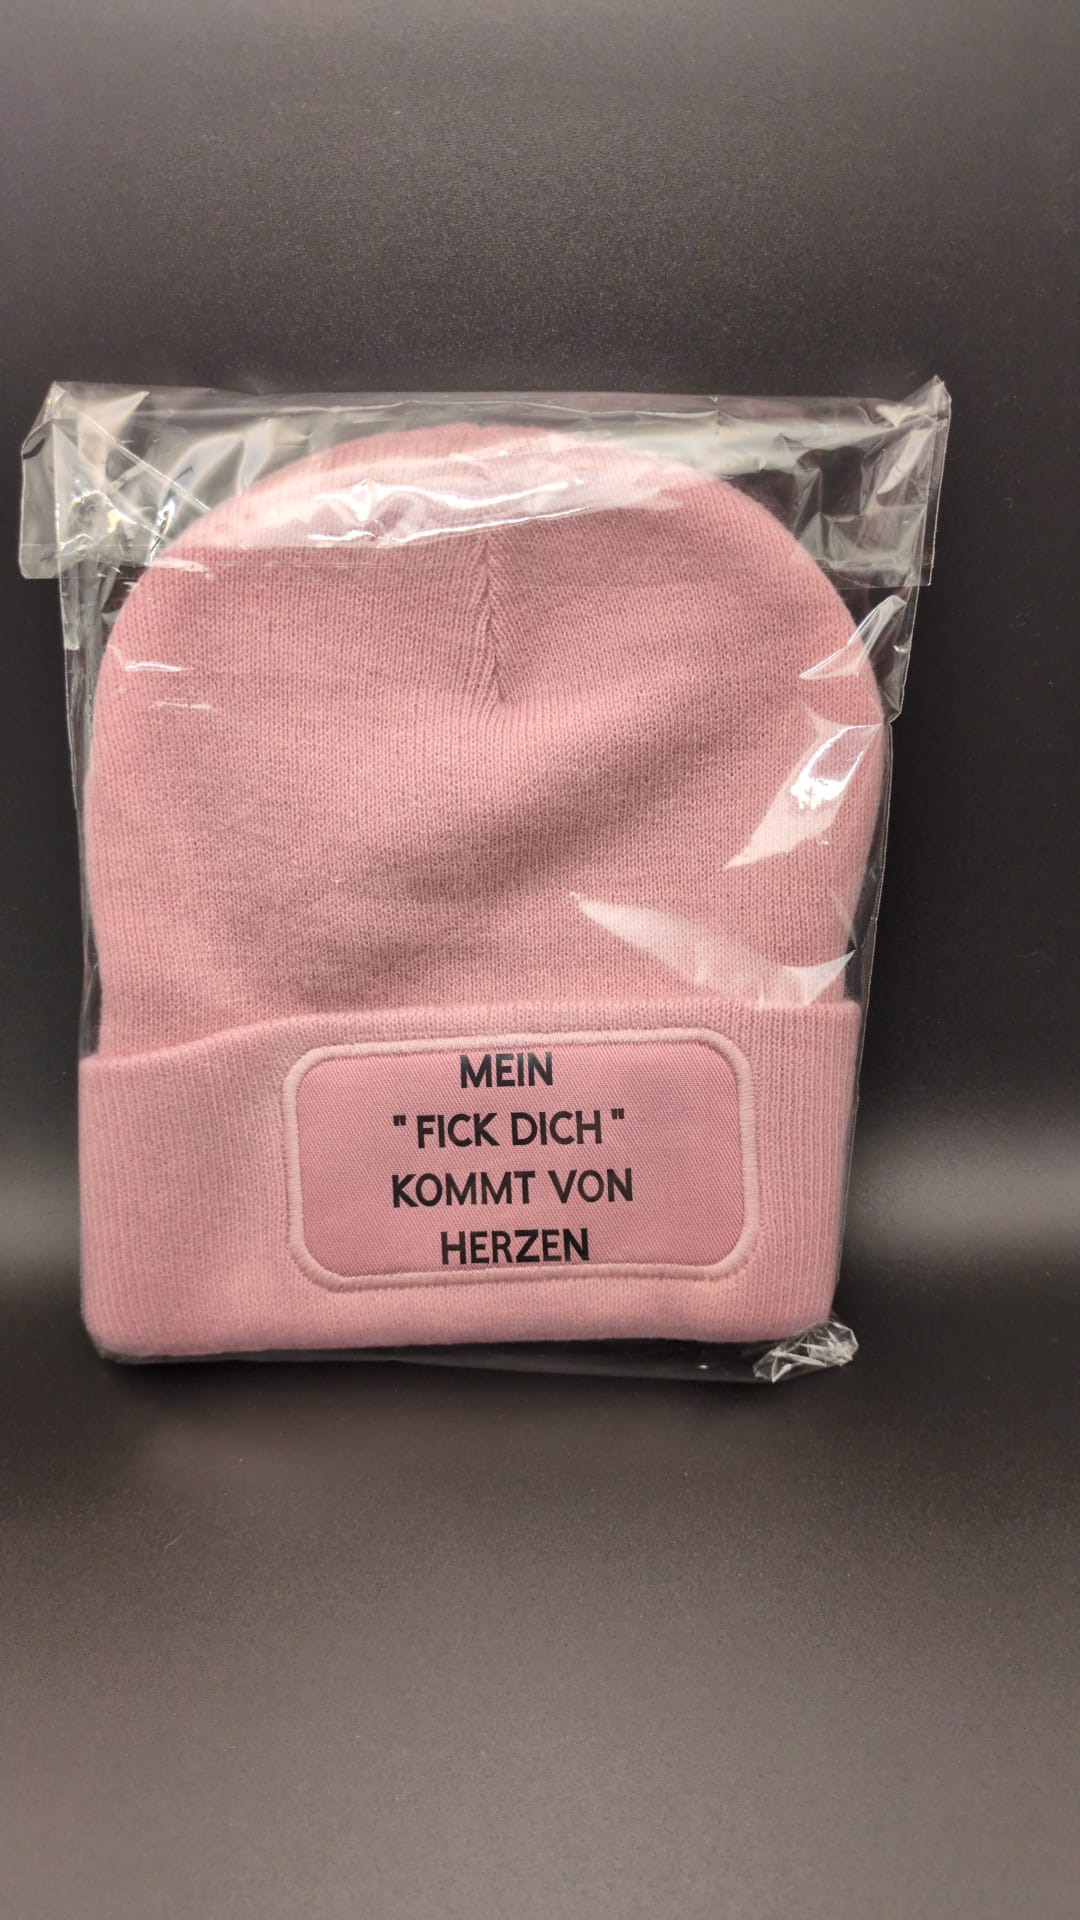 MEIN
"FICK DICH"
KOMMT VON
HERZEN